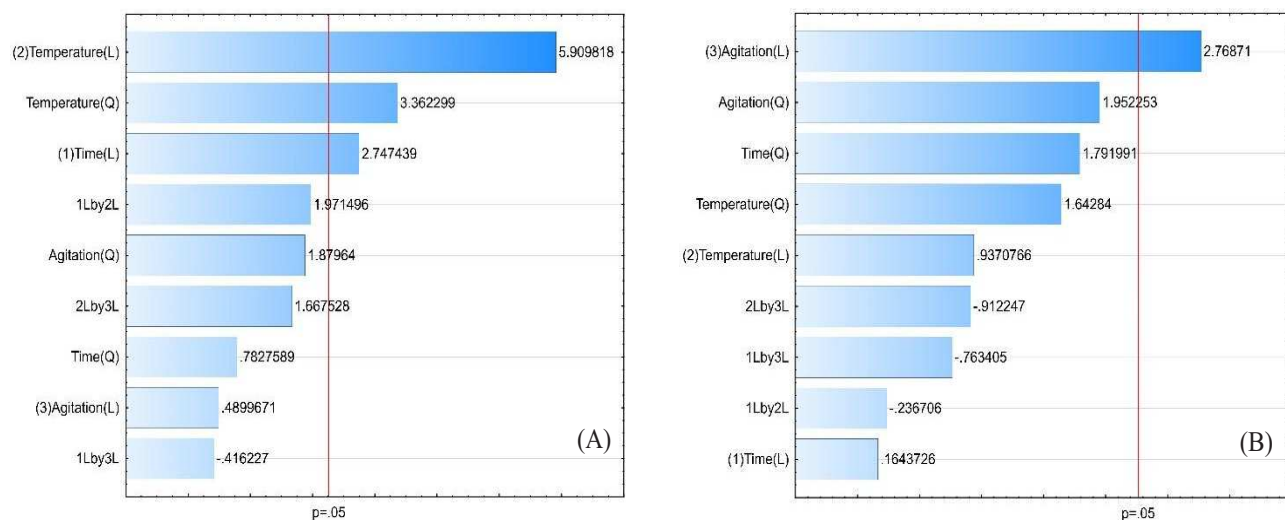 (2)Temperature(L)
5.909818
Temperature(Q)
3.362299
(1)Time(L)
2.747439
1Lby2L
1.971496
Agitation(Q)
1.87964
2Lby3L
1.667528
Time(Q)
.7827589
(3)Agitation(L)
.4899671
1Lby3L
-.416227
(A)
p=.05
(3)Agitation(L)
2.76871
Agitation(Q)
1.952253
Time(Q)
1.791991
Temperature(Q)
1.64284
(2)Temperature(L)
.9370766
2Lby3L
-.912247
1Lby3L
-.763405
1Lby2L
-.236706
(1)Time(L)
.1643726
(B)
p=.05